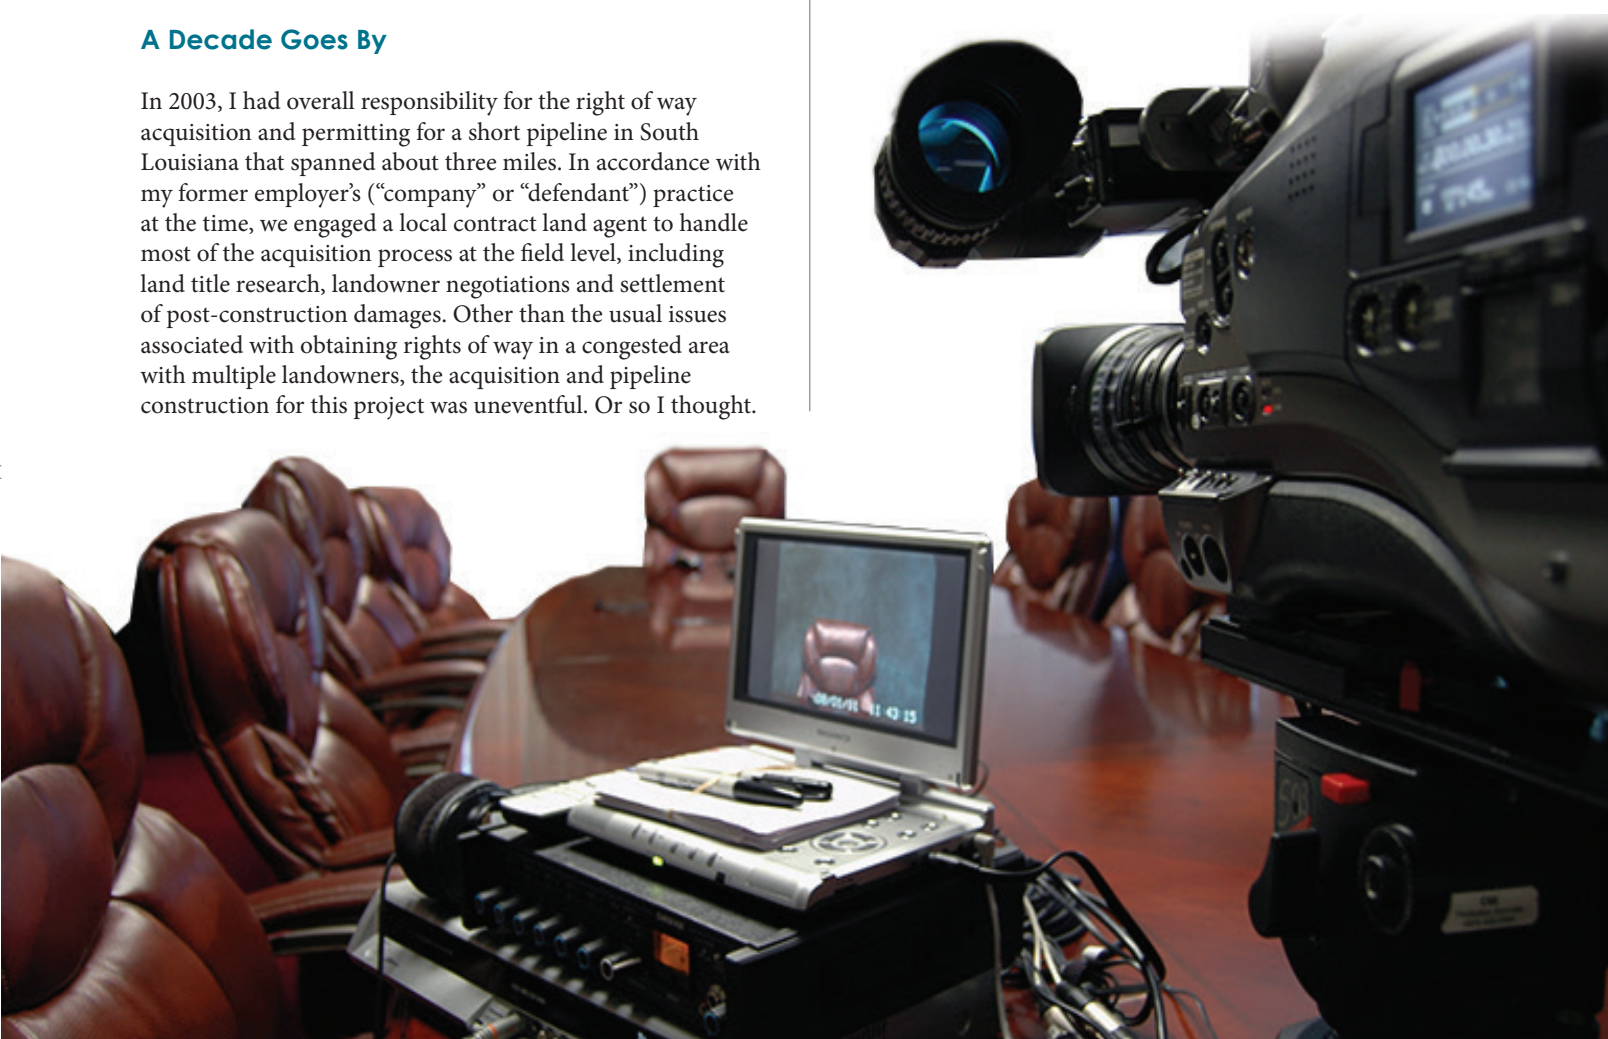 A Decade Goes By
In 2003, I had overall responsibility for the right of way
acquisition and permitting for a short pipeline in South
Louisiana that spanned about three miles. In accordance with
my former employer’s (“company” or “defendant”) practice
at the time, we engaged a local contract land agent to handle
most of the acquisition process at the field level, including
land title research, landowner negotiations and settlement
of post-construction damages. Other than the usual issues
associated with obtaining rights of way in a congested area
with multiple landowners, the acquisition and pipeline
construction for this project was uneventful. Or so I thought.
11:43:15